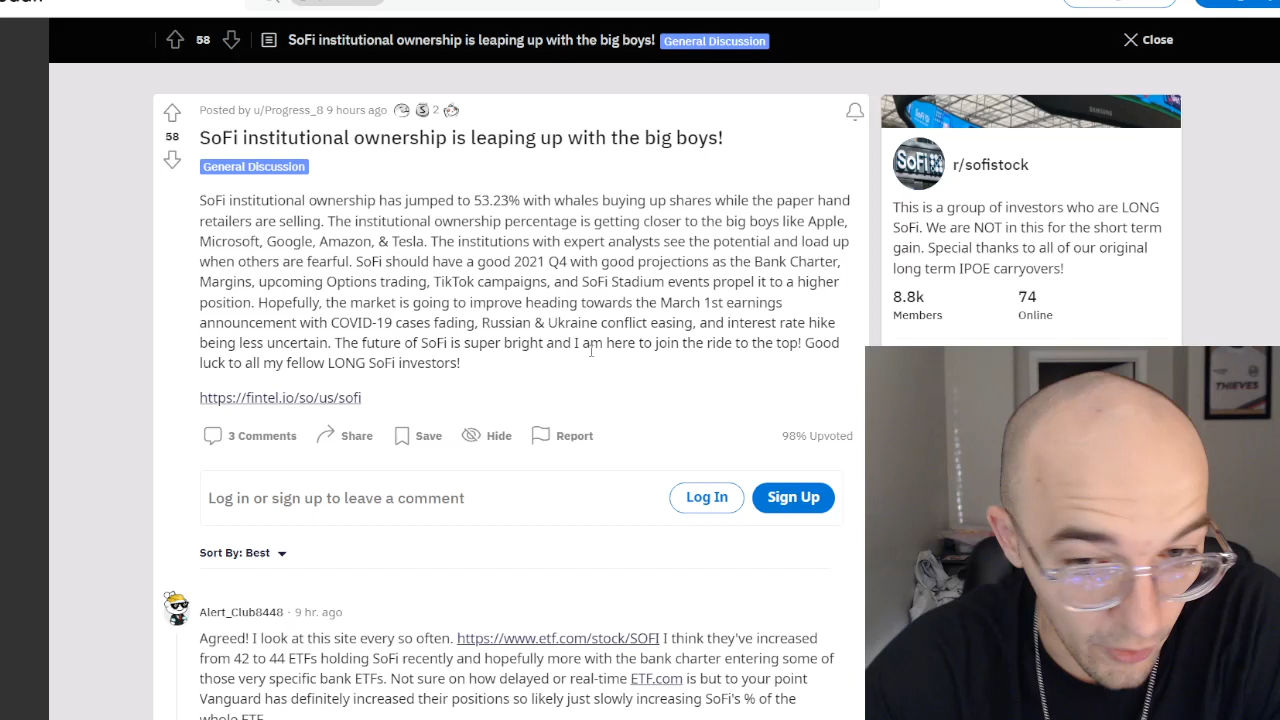 58 SoFi institutional ownership is leaping up with the big boys! General Discussion Close
Posted by u/Progress_8 9 hours ago 2
58
SoFi institutional ownership is leaping up with the big boys!
General Discussion
SoFi institutional ownership has jumped to 53.23% with whales buying up shares while the paper hand
retailers are selling. The institutional ownership percentage is getting closer to the big boys like Apple,
Microsoft, Google, Amazon, & Tesla. The institutions with expert analysts see the potential and load up
when others are fearful. SoFi should have a good 2021 Q4 with good projections as the Bank Charter,
Margins, upcoming Options trading, TikTok campaigns, and SoFi Stadium events propel it to a higher
position. Hopefully, the market is going to improve heading towards the March 1st earnings
announcement with COVID-19 cases fading, Russian & Ukraine conflict easing, and interest rate hike
being less uncertain. The future of SoFi is super bright and I am here to join the ride to the top! Good
luck to all my fellow LONG SoFi investors!
https://fintel.io/so/us/sofi
3 Comments Share Save Hide Report 98% Upvoted
Log in or sign up to leave a comment Log In Sign Up
Sort By: Best
Alert_Club8448 · 9 hr. ago
Agreed! I look at this site every so often. https://www.etf.com/stock/SOFI I think they've increased
from 42 to 44 ETFs holding SoFi recently and hopefully more with the bank charter entering some of
those very specific bank ETFs. Not sure on how delayed or real-time ETF.com is but to your point
Vanguard has definitely increased their positions so likely just slowly increasing SoFi's % of the
whole ETF
SAMSUNG
SoFi
r/sofistock
This is a group of investors who are LONG
SoFi. We are NOT in this for the short term
gain. Special thanks to all of our original
long term IPOE carryovers!
8.8k 74
Members Online
THIEVES